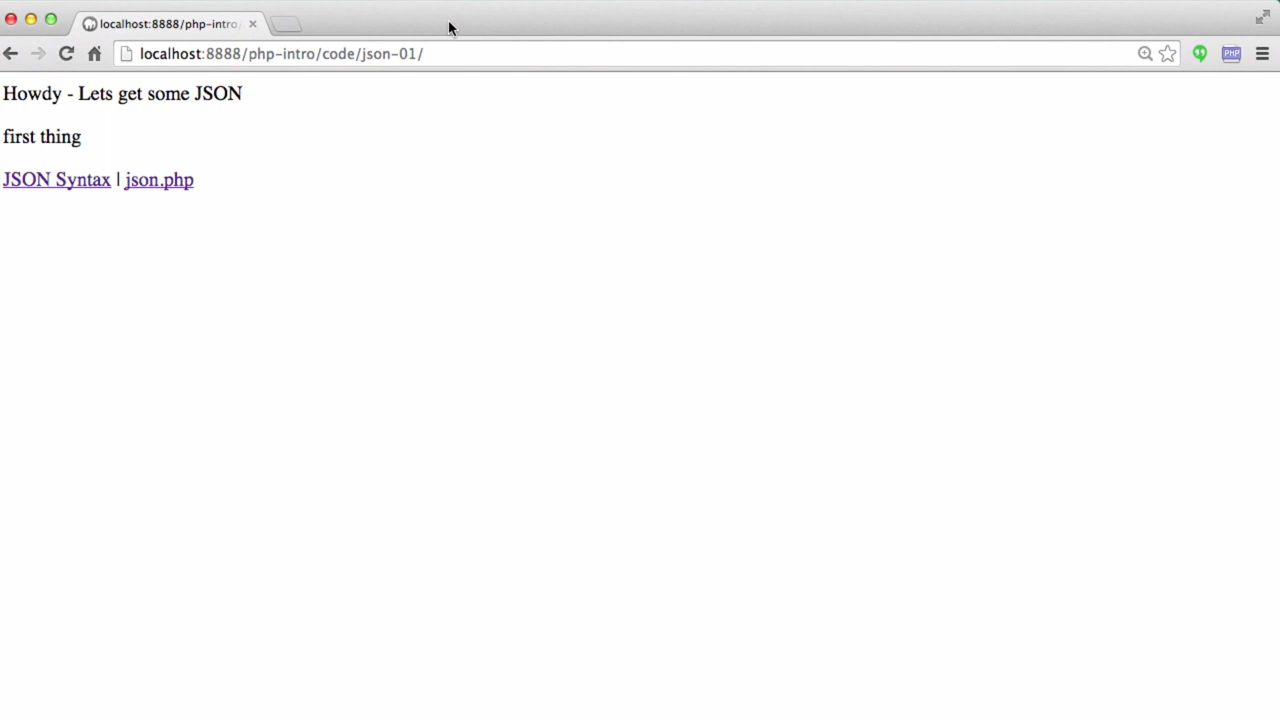 localhost:8888/php-intro
localhost:8888/php-intro/code/json-01/
PHP
Howdy - Lets get some JSON
first thing
JSON Syntax | json.php